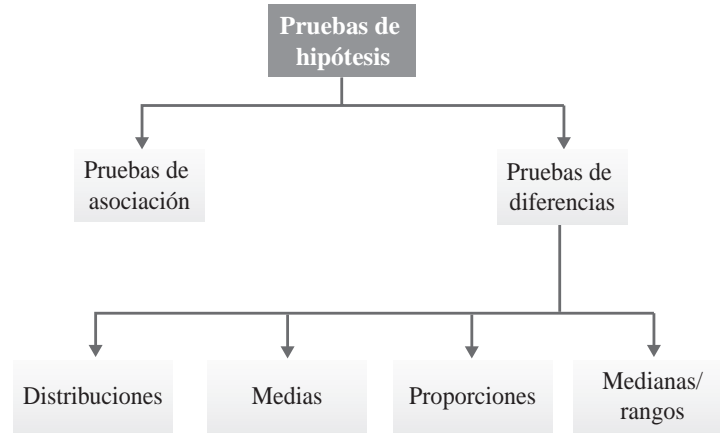 Pruebas de
hipótesis
Pruebas de
asociación
Pruebas de
diferencias
Distribuciones
Medias
Proporciones
Medianas/
rangos